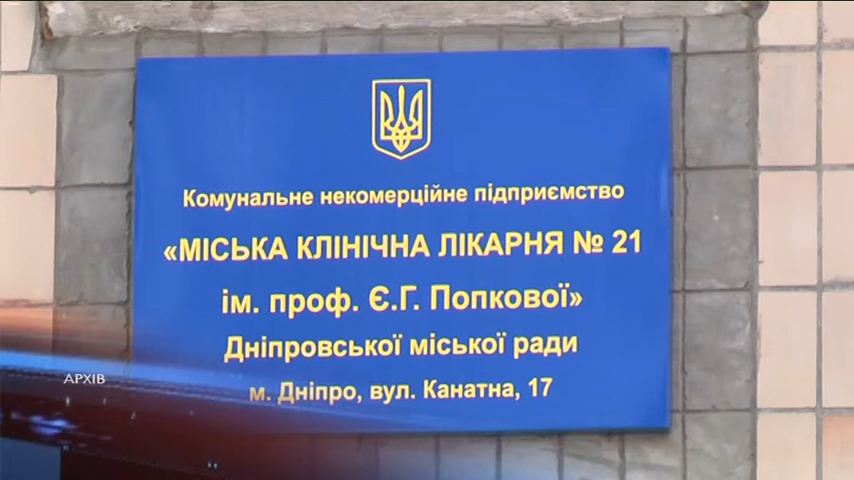 Комунальне некомерційне підприємство
«МІСЬКА КЛІНІЧНА ЛІКАРНЯ № 21
ім. проф. Є.Г. Попкової»
Дніпровської міської ради
м. Дніпро, вул. Канатна, 17
АРХІВ